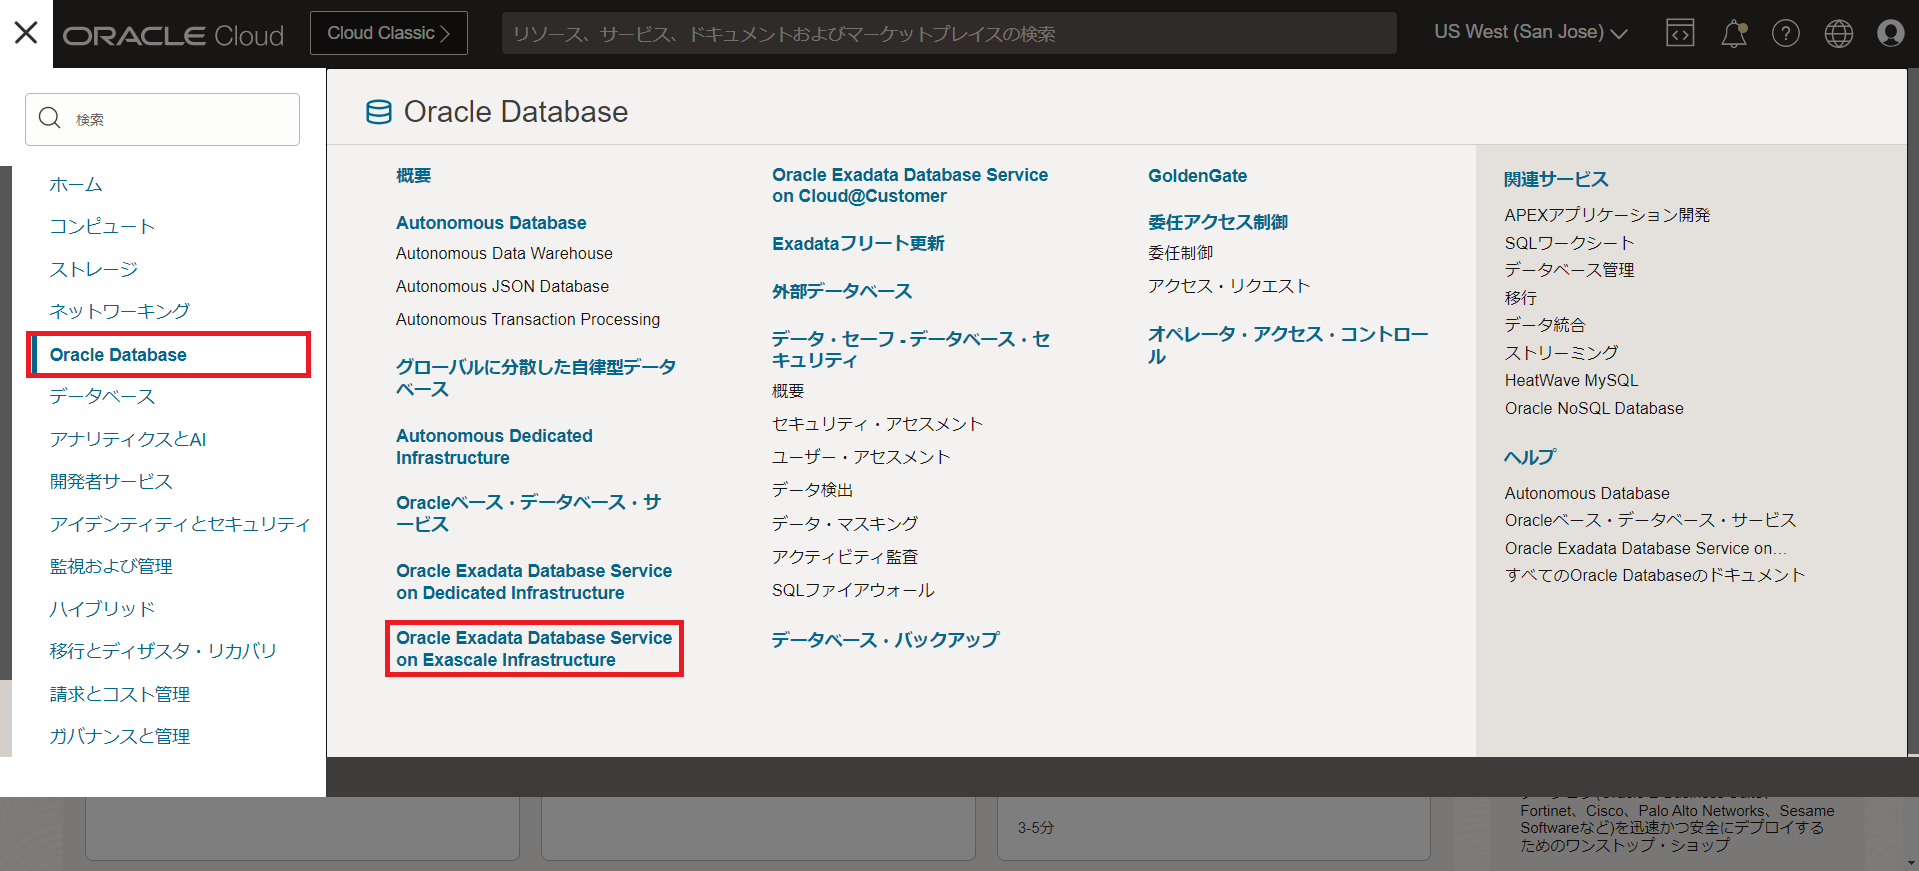 ORACLE Cloud
Cloud Classic
リソース、サービス、ドキュメントおよびマーケットプレイスの検索
US West (San Jose)
検索
ホーム
コンピュート
ストレージ
ネットワーキング
Oracle Database
データベース
アナリティクスとAI
開発者サービス
アイデンティティとセキュリティ
監視および管理
ハイブリッド
移行とディザスタ・リカバリ
請求とコスト管理
ガバナンスと管理
Oracle Database
概要
Autonomous Database
Autonomous Data Warehouse
Autonomous JSON Database
Autonomous Transaction Processing
グローバルに分散した自律型データ
ベース
Autonomous Dedicated
Infrastructure
Oracleベース・データベース・サ
ービス
Oracle Exadata Database Service
on Dedicated Infrastructure
Oracle Exadata Database Service
on Exascale Infrastructure
Oracle Exadata Database Service
on Cloud@Customer
Exadataフリート更新
外部データベース
データ・セーフ - データベース・セ
キュリティ
概要
セキュリティ・アセスメント
ユーザー・アセスメント
データ検出
データ・マスキング
アクティビティ監査
SQLファイアウォール
データベース・バックアップ
GoldenGate
委任アクセス制御
委任制御
アクセス・リクエスト
オペレータ・アクセス・コントロー
ル
関連サービス
APEXアプリケーション開発
SQLワークシート
データベース管理
移行
データ統合
ストリーミング
HeatWave MySQL
Oracle NoSQL Database
ヘルプ
Autonomous Database
Oracleベース・データベース・サービス
Oracle Exadata Database Service on...
すべてのOracle Databaseのドキュメント
3-5分
Fortinet、Cisco、Palo Alto Networks、Sesame
Softwareなど)を迅速かつ安全にデプロイする
ためのワンストップ・ショップ